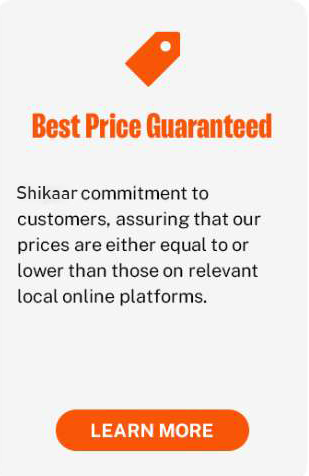 Best Price Guaranteed
Shikaar commitment to
customers, assuring that our
prices are either equal to or
lower than those on relevant
local online platforms.
LEARN MORE